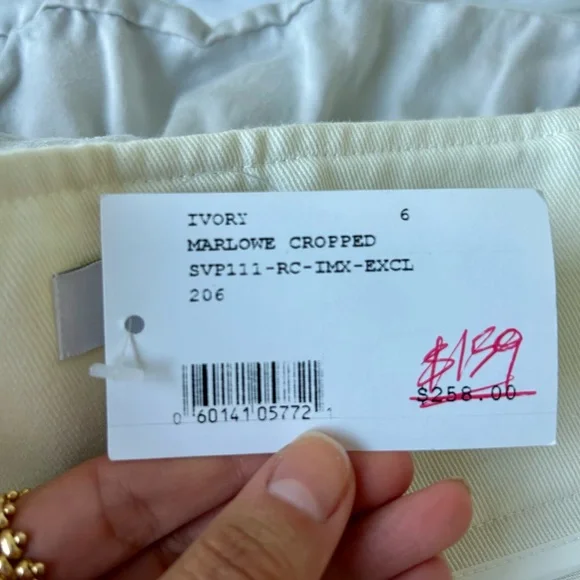 IVORY 6
MARLOWE CROPPED
SVP111-RC-IMX-EXCL
206
$159
$258.00
0 60141 05772 1